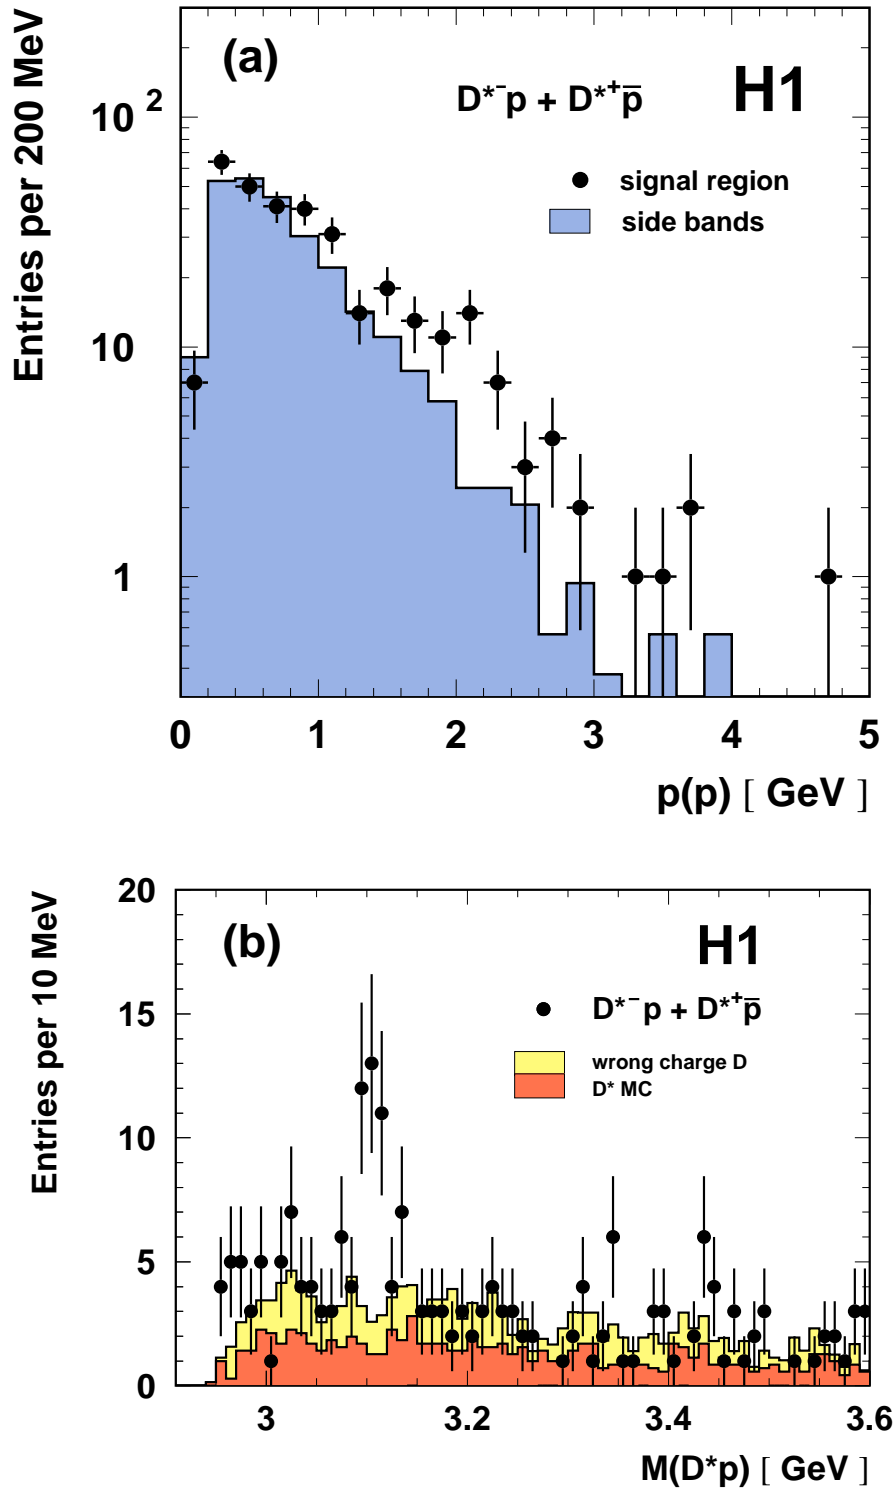 (a)
H1
D*⁻p + D*⁺p̅
signal region
side bands
Entries per 200 MeV
10²
10
1
0 1 2 3 4 5
p(p) [ GeV ]
(b)
H1
D*⁻p + D*⁺p̅
wrong charge D
D* MC
Entries per 10 MeV
20
15
10
5
0
3 3.2 3.4 3.6
M(D*p) [ GeV ]